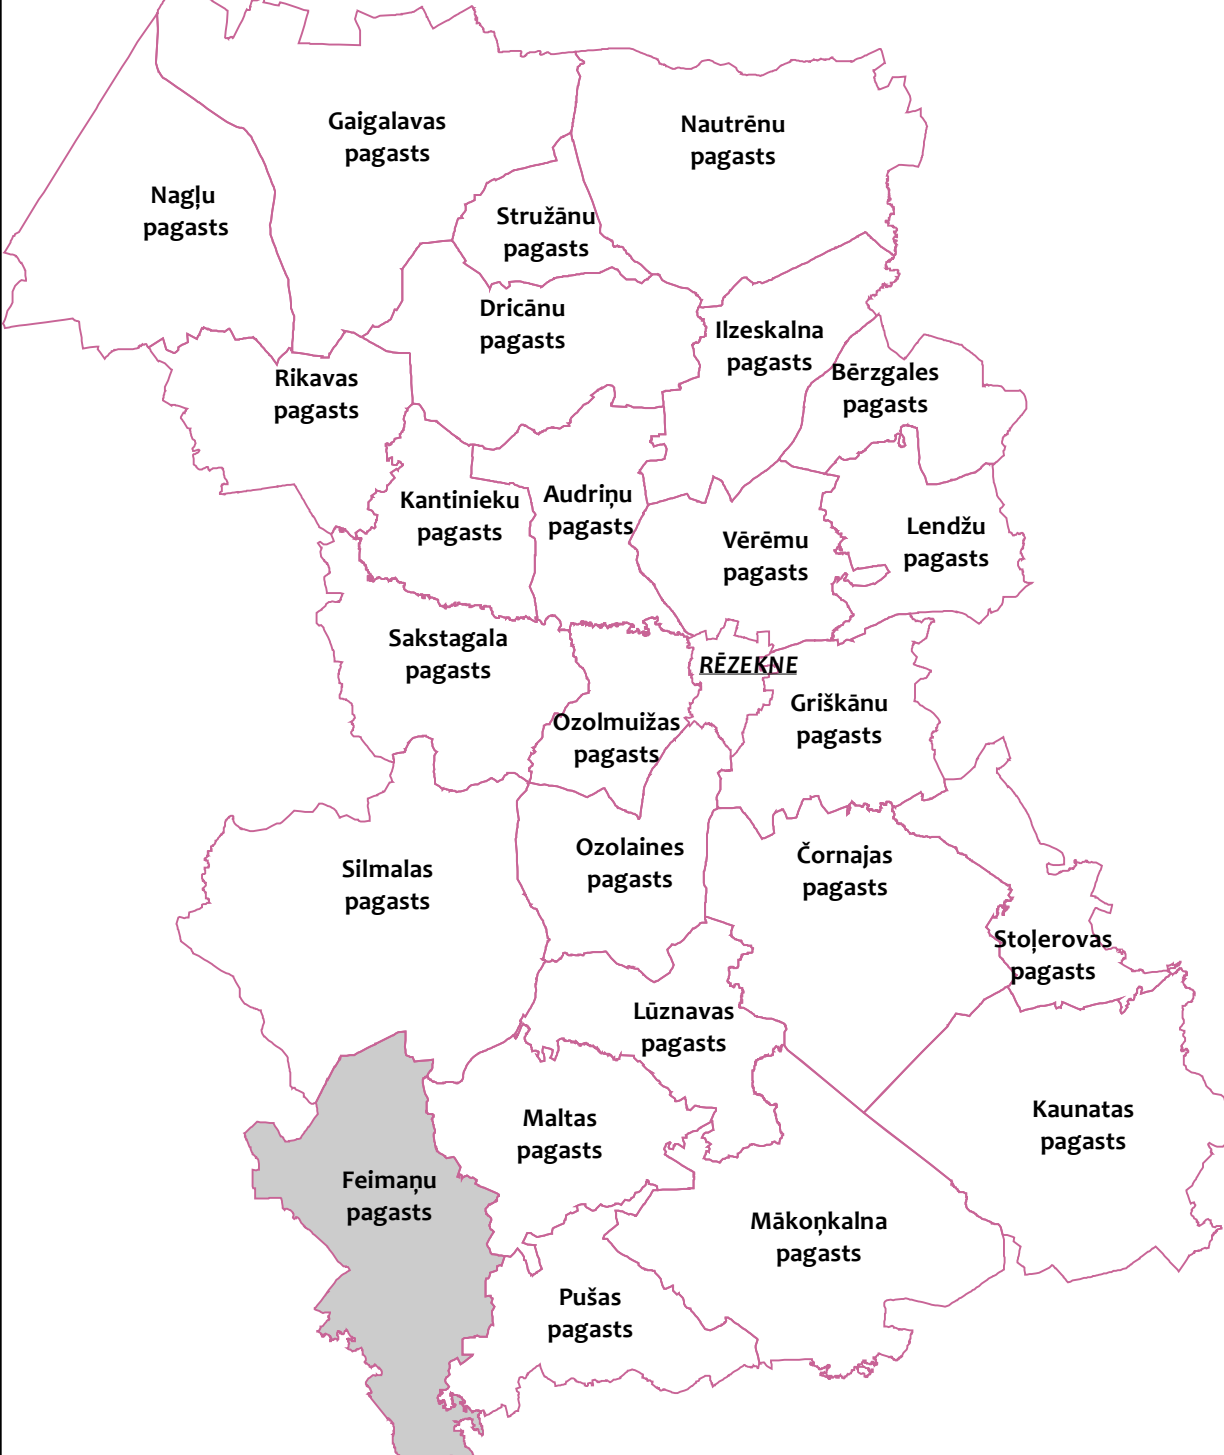 Gaigalavas
pagasts
Nautrēnu
pagasts
Nagļu
pagasts
Stružānu
pagasts
Dricānu
pagasts
Ilzeskalna
pagasts
Rikavas
pagasts
Bērzgales
pagasts
Kantinieku
pagasts
Audriņu
pagasts
Vērēmu
pagasts
Lendžu
pagasts
Sakstagala
pagasts
RĒZEKNE
Griškānu
pagasts
Ozolmuižas
pagasts
Silmalas
pagasts
Ozolaines
pagasts
Čornajas
pagasts
Stoļerovas
pagasts
Lūznavas
pagasts
Maltas
pagasts
Kaunatas
pagasts
Feimaņu
pagasts
Mākoņkalna
pagasts
Pušas
pagasts